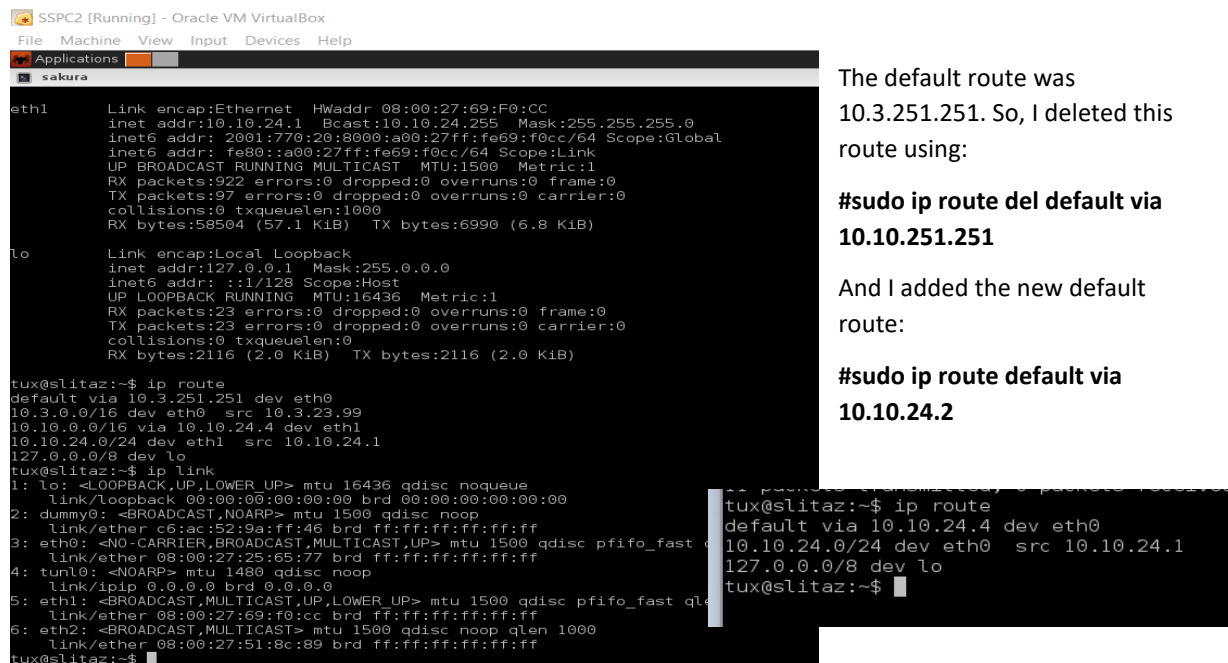 SSPC2 [Running] - Oracle VM VirtualBox
File Machine View Input Devices Help
Applications
sakura
eth1 Link encap:Ethernet HWaddr 08:00:27:69:F0:CC
inet addr:10.10.24.1 Bcast:10.10.24.255 Mask:255.255.255.0
inet6 addr: 2001:770:20:8000:a00:27ff:fe69:f0cc/64 Scope:Global
inet6 addr: fe80::a00:27ff:fe69:f0cc/64 Scope:Link
UP BROADCAST RUNNING MULTICAST MTU:1500 Metric:1
RX packets:922 errors:0 dropped:0 overruns:0 frame:0
TX packets:97 errors:0 dropped:0 overruns:0 carrier:0
collisions:0 txqueuelen:1000
RX bytes:58504 (57.1 KiB) TX bytes:6990 (6.8 KiB)
lo Link encap:Local Loopback
inet addr:127.0.0.1 Mask:255.0.0.0
inet6 addr: ::1/128 Scope:Host
UP LOOPBACK RUNNING MTU:16436 Metric:1
RX packets:23 errors:0 dropped:0 overruns:0 frame:0
TX packets:23 errors:0 dropped:0 overruns:0 carrier:0
collisions:0 txqueuelen:0
RX bytes:2116 (2.0 KiB) TX bytes:2116 (2.0 KiB)
tux@slitaz:~$ ip route
default via 10.3.251.251 dev eth0
10.3.0.0/16 dev eth0 src 10.3.23.99
10.10.0.0/16 via 10.10.24.4 dev eth1
10.10.24.0/24 dev eth1 src 10.10.24.1
127.0.0.0/8 dev lo
tux@slitaz:~$ ip link
1: lo: <LOOPBACK,UP,LOWER_UP> mtu 16436 qdisc noqueue
link/loopback 00:00:00:00:00:00 brd 00:00:00:00:00:00
2: dummy0: <BROADCAST,NOARP> mtu 1500 qdisc noop
link/ether c6:ac:52:9a:ff:46 brd ff:ff:ff:ff:ff:ff
3: eth0: <NO-CARRIER,BROADCAST,MULTICAST,UP> mtu 1500 qdisc pfifo_fast
link/ether 08:00:27:25:65:77 brd ff:ff:ff:ff:ff:ff
4: tunl0: <NOARP> mtu 1480 qdisc noop
link/ipip 0.0.0.0 brd 0.0.0.0
5: eth1: <BROADCAST,MULTICAST,UP,LOWER_UP> mtu 1500 qdisc pfifo_fast qle
link/ether 08:00:27:69:f0:cc brd ff:ff:ff:ff:ff:ff
6: eth2: <BROADCAST,MULTICAST> mtu 1500 qdisc noop qlen 1000
link/ether 08:00:27:51:8c:89 brd ff:ff:ff:ff:ff:ff
tux@slitaz:~$
The default route was
10.3.251.251. So, I deleted this
route using:
#sudo ip route del default via
10.10.251.251
And I added the new default
route:
#sudo ip route default via
10.10.24.2
tux@slitaz:~$ ip route
default via 10.10.24.4 dev eth0
10.10.24.0/24 dev eth0 src 10.10.24.1
127.0.0.0/8 dev lo
tux@slitaz:~$